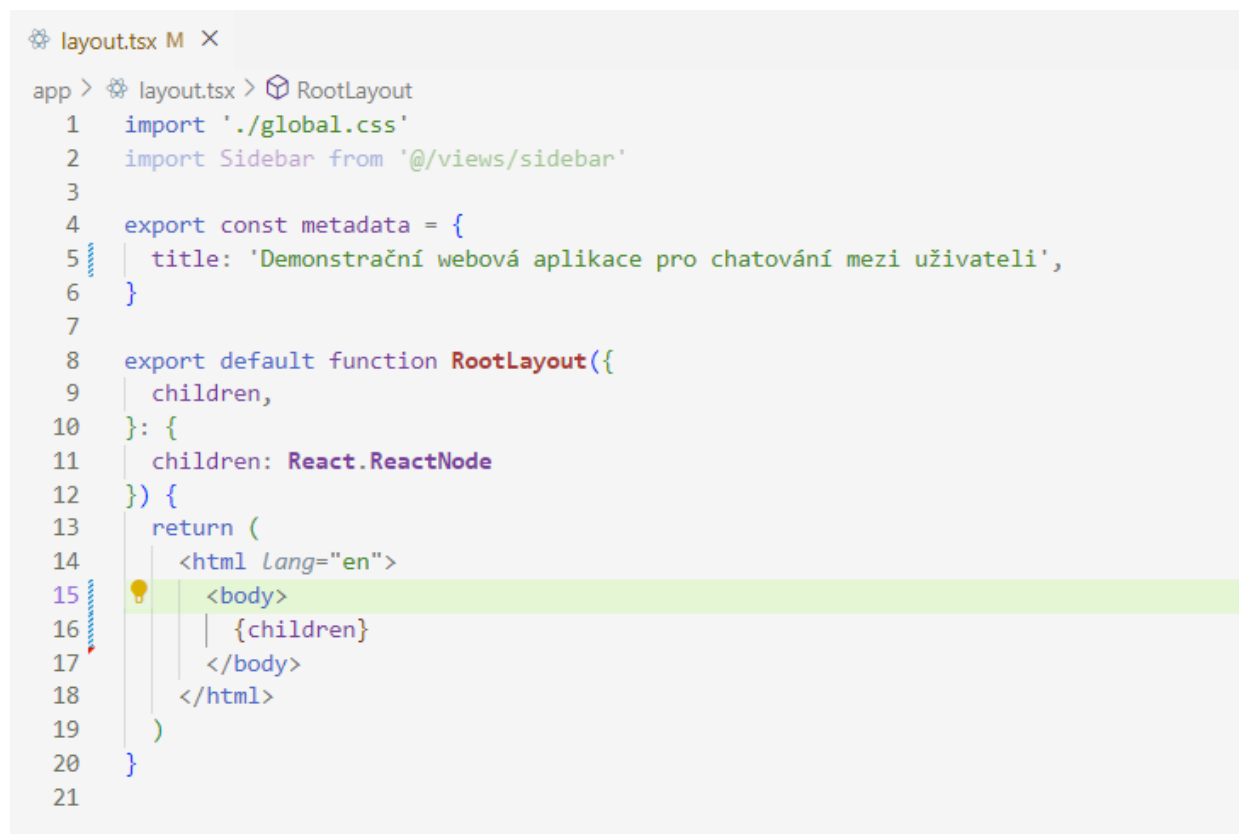 layout.tsx M ×
app > layout.tsx > RootLayout
1 import './global.css'
2 import Sidebar from '@/views/sidebar'
3
4 export const metadata = {
5   title: 'Demonstrační webová aplikace pro chatování mezi uživateli',
6 }
7
8 export default function RootLayout({
9   children,
10 }: {
11   children: React.ReactNode
12 }) {
13   return (
14     <html lang="en">
15       <body>
16         {children}
17       </body>
18     </html>
19   )
20 }
21